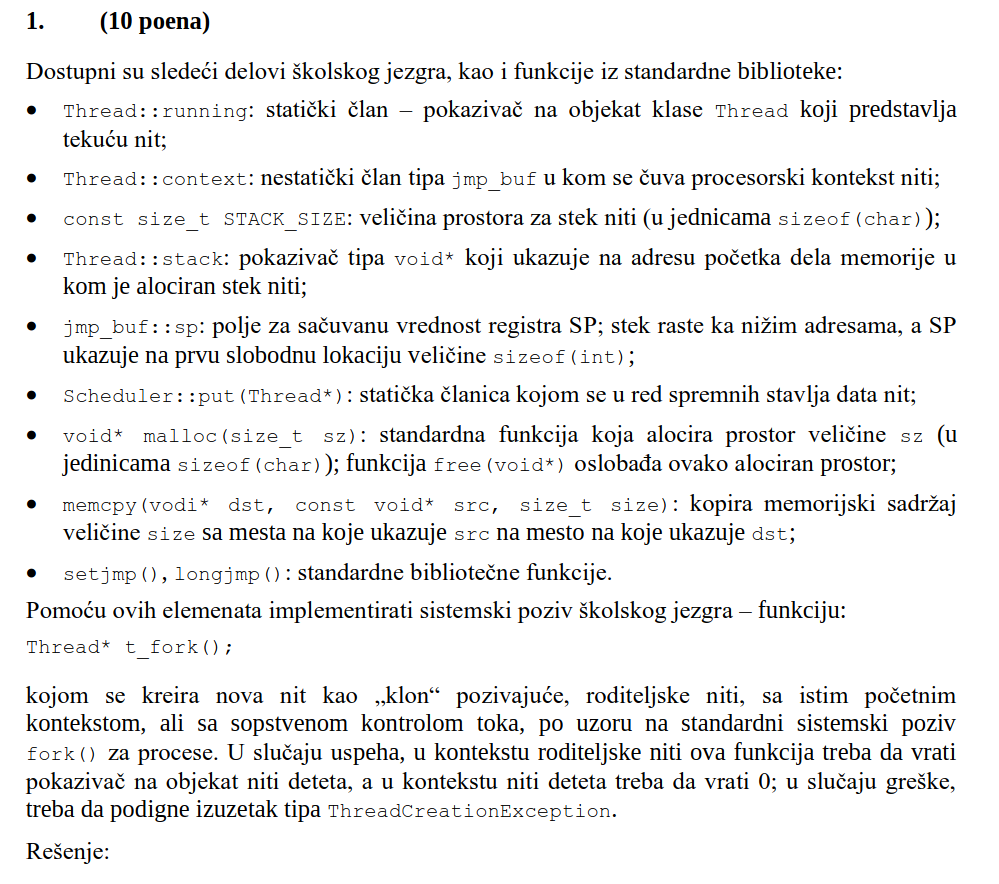 1. (10 poena)
Dostupni su sledeći delovi školskog jezgra, kao i funkcije iz standardne biblioteke:
• Thread::running: statički član – pokazivač na objekat klase Thread koji predstavlja
tekuću nit;
• Thread::context: nestatički član tipa jmp_buf u kom se čuva procesorski kontekst niti;
• const size_t STACK_SIZE: veličina prostora za stek niti (u jednicama sizeof(char));
• Thread::stack: pokazivač tipa void* koji ukazuje na adresu početka dela memorije u
kom je alociran stek niti;
• jmp_buf::sp: polje za sačuvanu vrednost registra SP; stek raste ka nižim adresama, a SP
ukazuje na prvu slobodnu lokaciju veličine sizeof(int);
• Scheduler::put(Thread*): statička članica kojom se u red spremnih stavlja data nit;
• void* malloc(size_t sz): standardna funkcija koja alocira prostor veličine sz (u
jedinicama sizeof(char)); funkcija free(void*) oslobađa ovako alociran prostor;
• memcpy(vodi* dst, const void* src, size_t size): kopira memorijski sadržaj
veličine size sa mesta na koje ukazuje src na mesto na koje ukazuje dst;
• setjmp(), longjmp(): standardne bibliotečne funkcije.
Pomoću ovih elemenata implementirati sistemski poziv školskog jezgra – funkciju:
Thread* t_fork();
kojom se kreira nova nit kao „klon“ pozivajuće, roditeljske niti, sa istim početnim
kontekstom, ali sa sopstvenom kontrolom toka, po uzoru na standardni sistemski poziv
fork() za procese. U slučaju uspeha, u kontekstu roditeljske niti ova funkcija treba da vrati
pokazivač na objekat niti deteta, a u kontekstu niti deteta treba da vrati 0; u slučaju greške,
treba da podigne izuzetak tipa ThreadCreationException.
Rešenje: